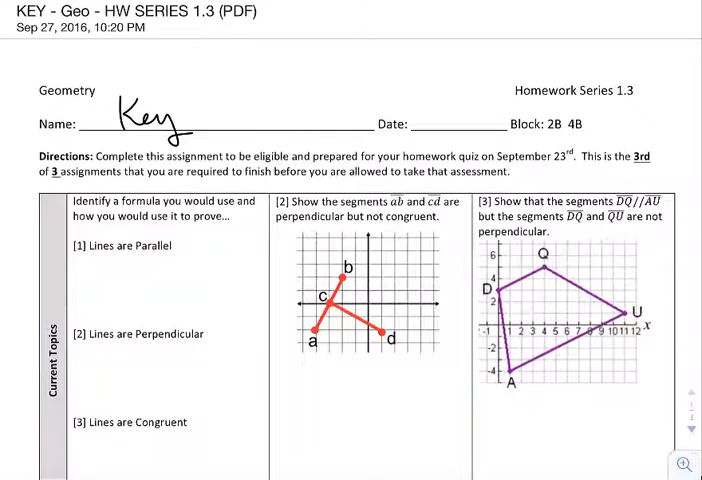 KEY - Geo - HW SERIES 1.3 (PDF)
Sep 27, 2016, 10:20 PM
Geometry
Homework Series 1.3
Name: Key Date: Block: 2B 4B
Directions: Complete this assignment to be eligible and prepared for your homework quiz on September 23rd. This is the 3rd
of 3 assignments that you are required to finish before you are allowed to take that assessment.
Current Topics
Identify a formula you would use and
how you would use it to prove...
[1] Lines are Parallel
[2] Lines are Perpendicular
[3] Lines are Congruent
[2] Show the segments ab and cd are
perpendicular but not congruent.
b
c
a
d
[3] Show that the segments DQ//AU
but the segments DQ and QU are not
perpendicular.
6
Q
4
D
2
U
-1 1 2 3 4 5 6 7 8 9 10 11 12 x
-2
-4
A